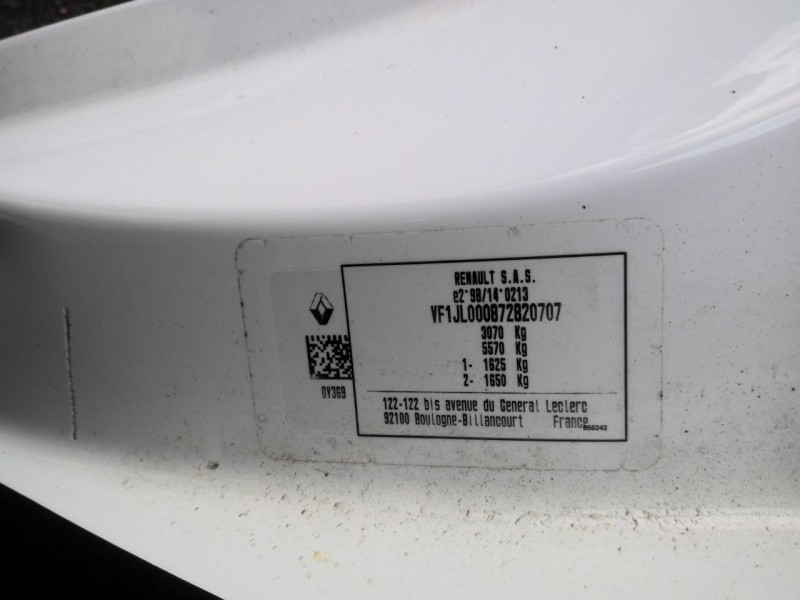 RENAULT S.A.S.
e2*98/14*0213
VF1JL000872820707
3070 Kg
5570 Kg
1- 1625 Kg
2- 1650 Kg
DY369
122-122 bis avenue du General Leclerc
92100 Boulogne-Billancourt France